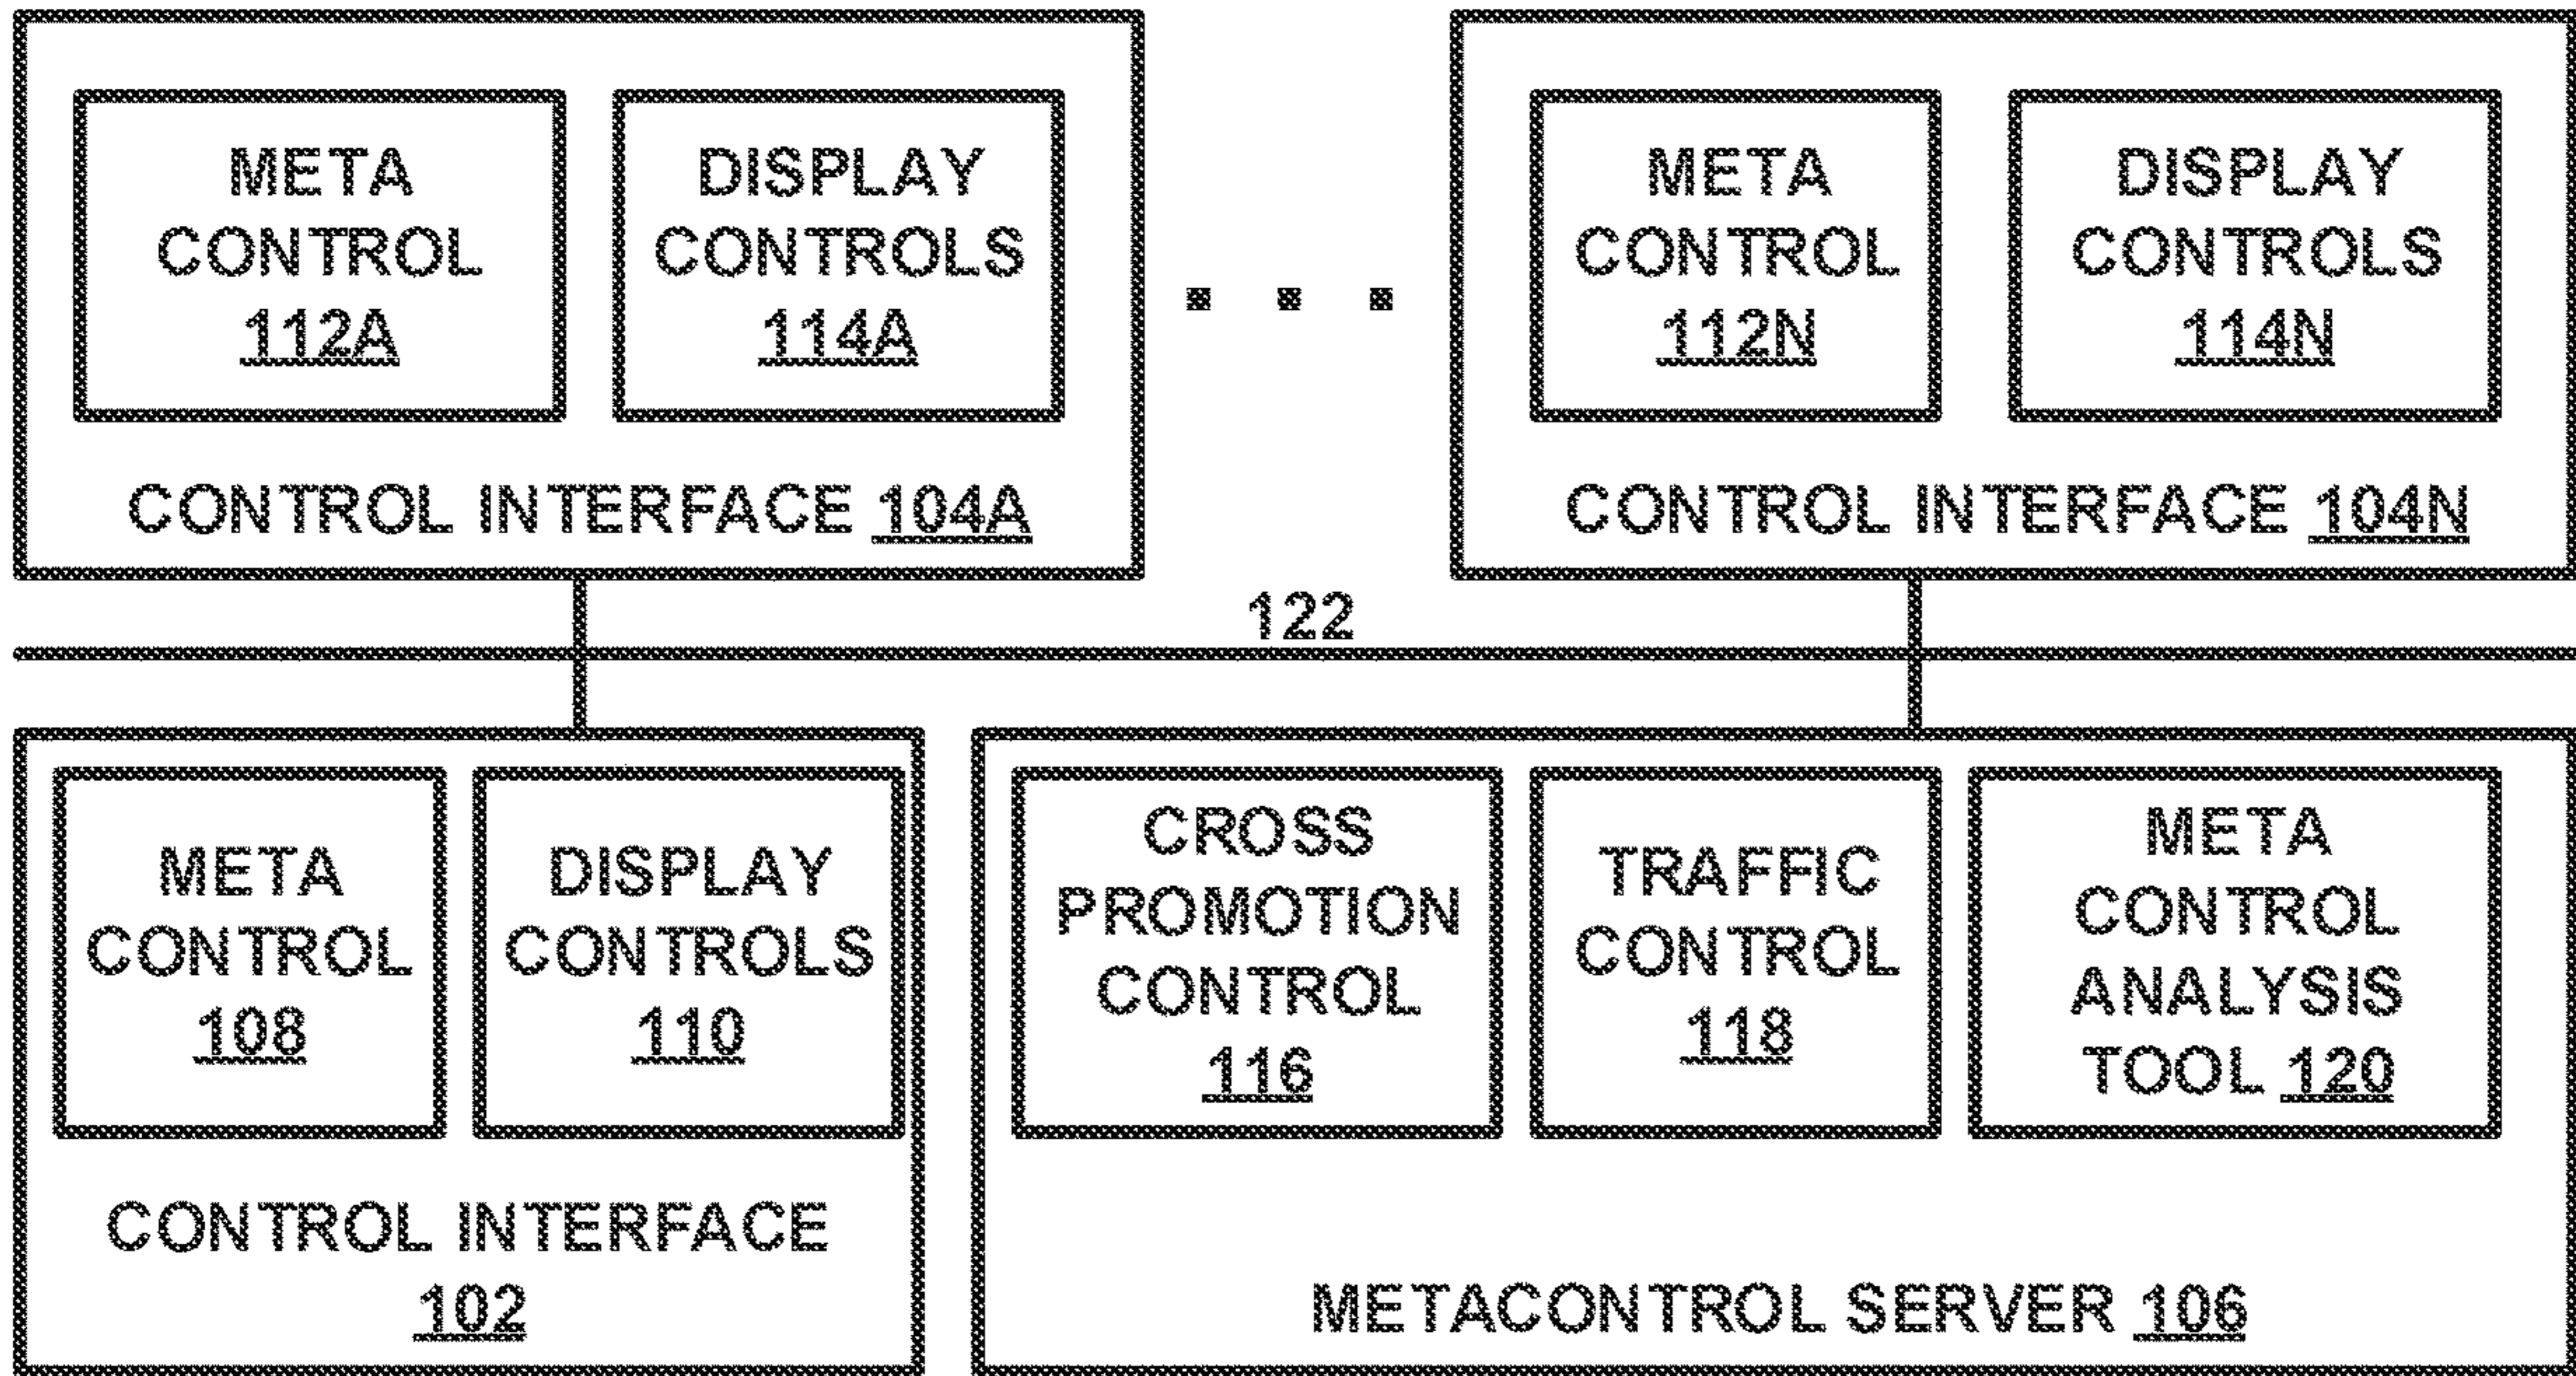 META
CONTROL
112A
DISPLAY
CONTROLS
114A
CONTROL INTERFACE 104A
META
CONTROL
112N
DISPLAY
CONTROLS
114N
CONTROL INTERFACE 104N
122
META
CONTROL
108
DISPLAY
CONTROLS
110
CONTROL INTERFACE
102
CROSS
PROMOTION
CONTROL
116
TRAFFIC
CONTROL
118
META
CONTROL
ANALYSIS
TOOL 120
METACONTROL SERVER 106